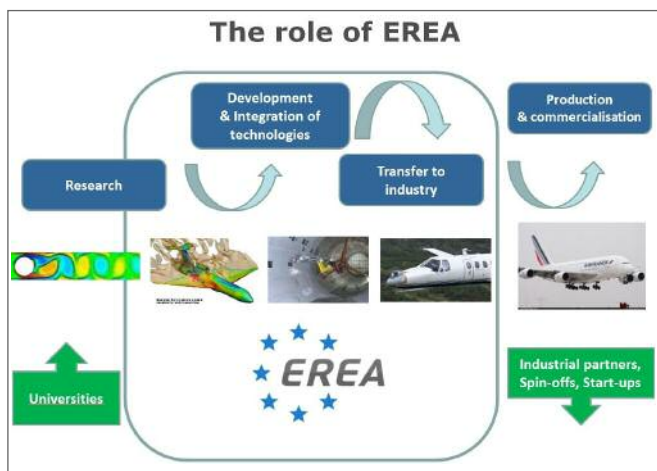 The role of EREA
Development
& Integration of
technologies
Production
& commercialisation
Research
Transfer to
industry
EREA
Universities
Industrial partners,
Spin-offs, Start-ups